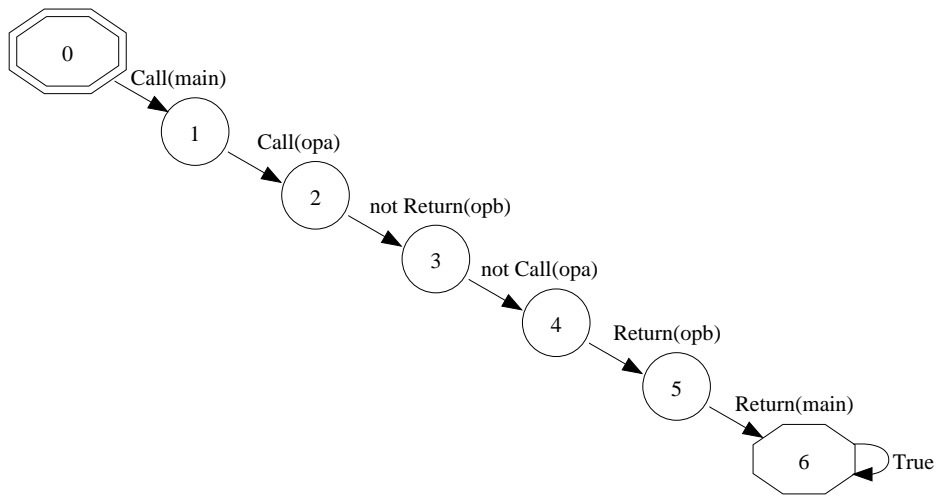 0
Call(main)
1
Call(opa)
2
not Return(opb)
3
not Call(opa)
4
Return(opb)
5
Return(main)
6
True